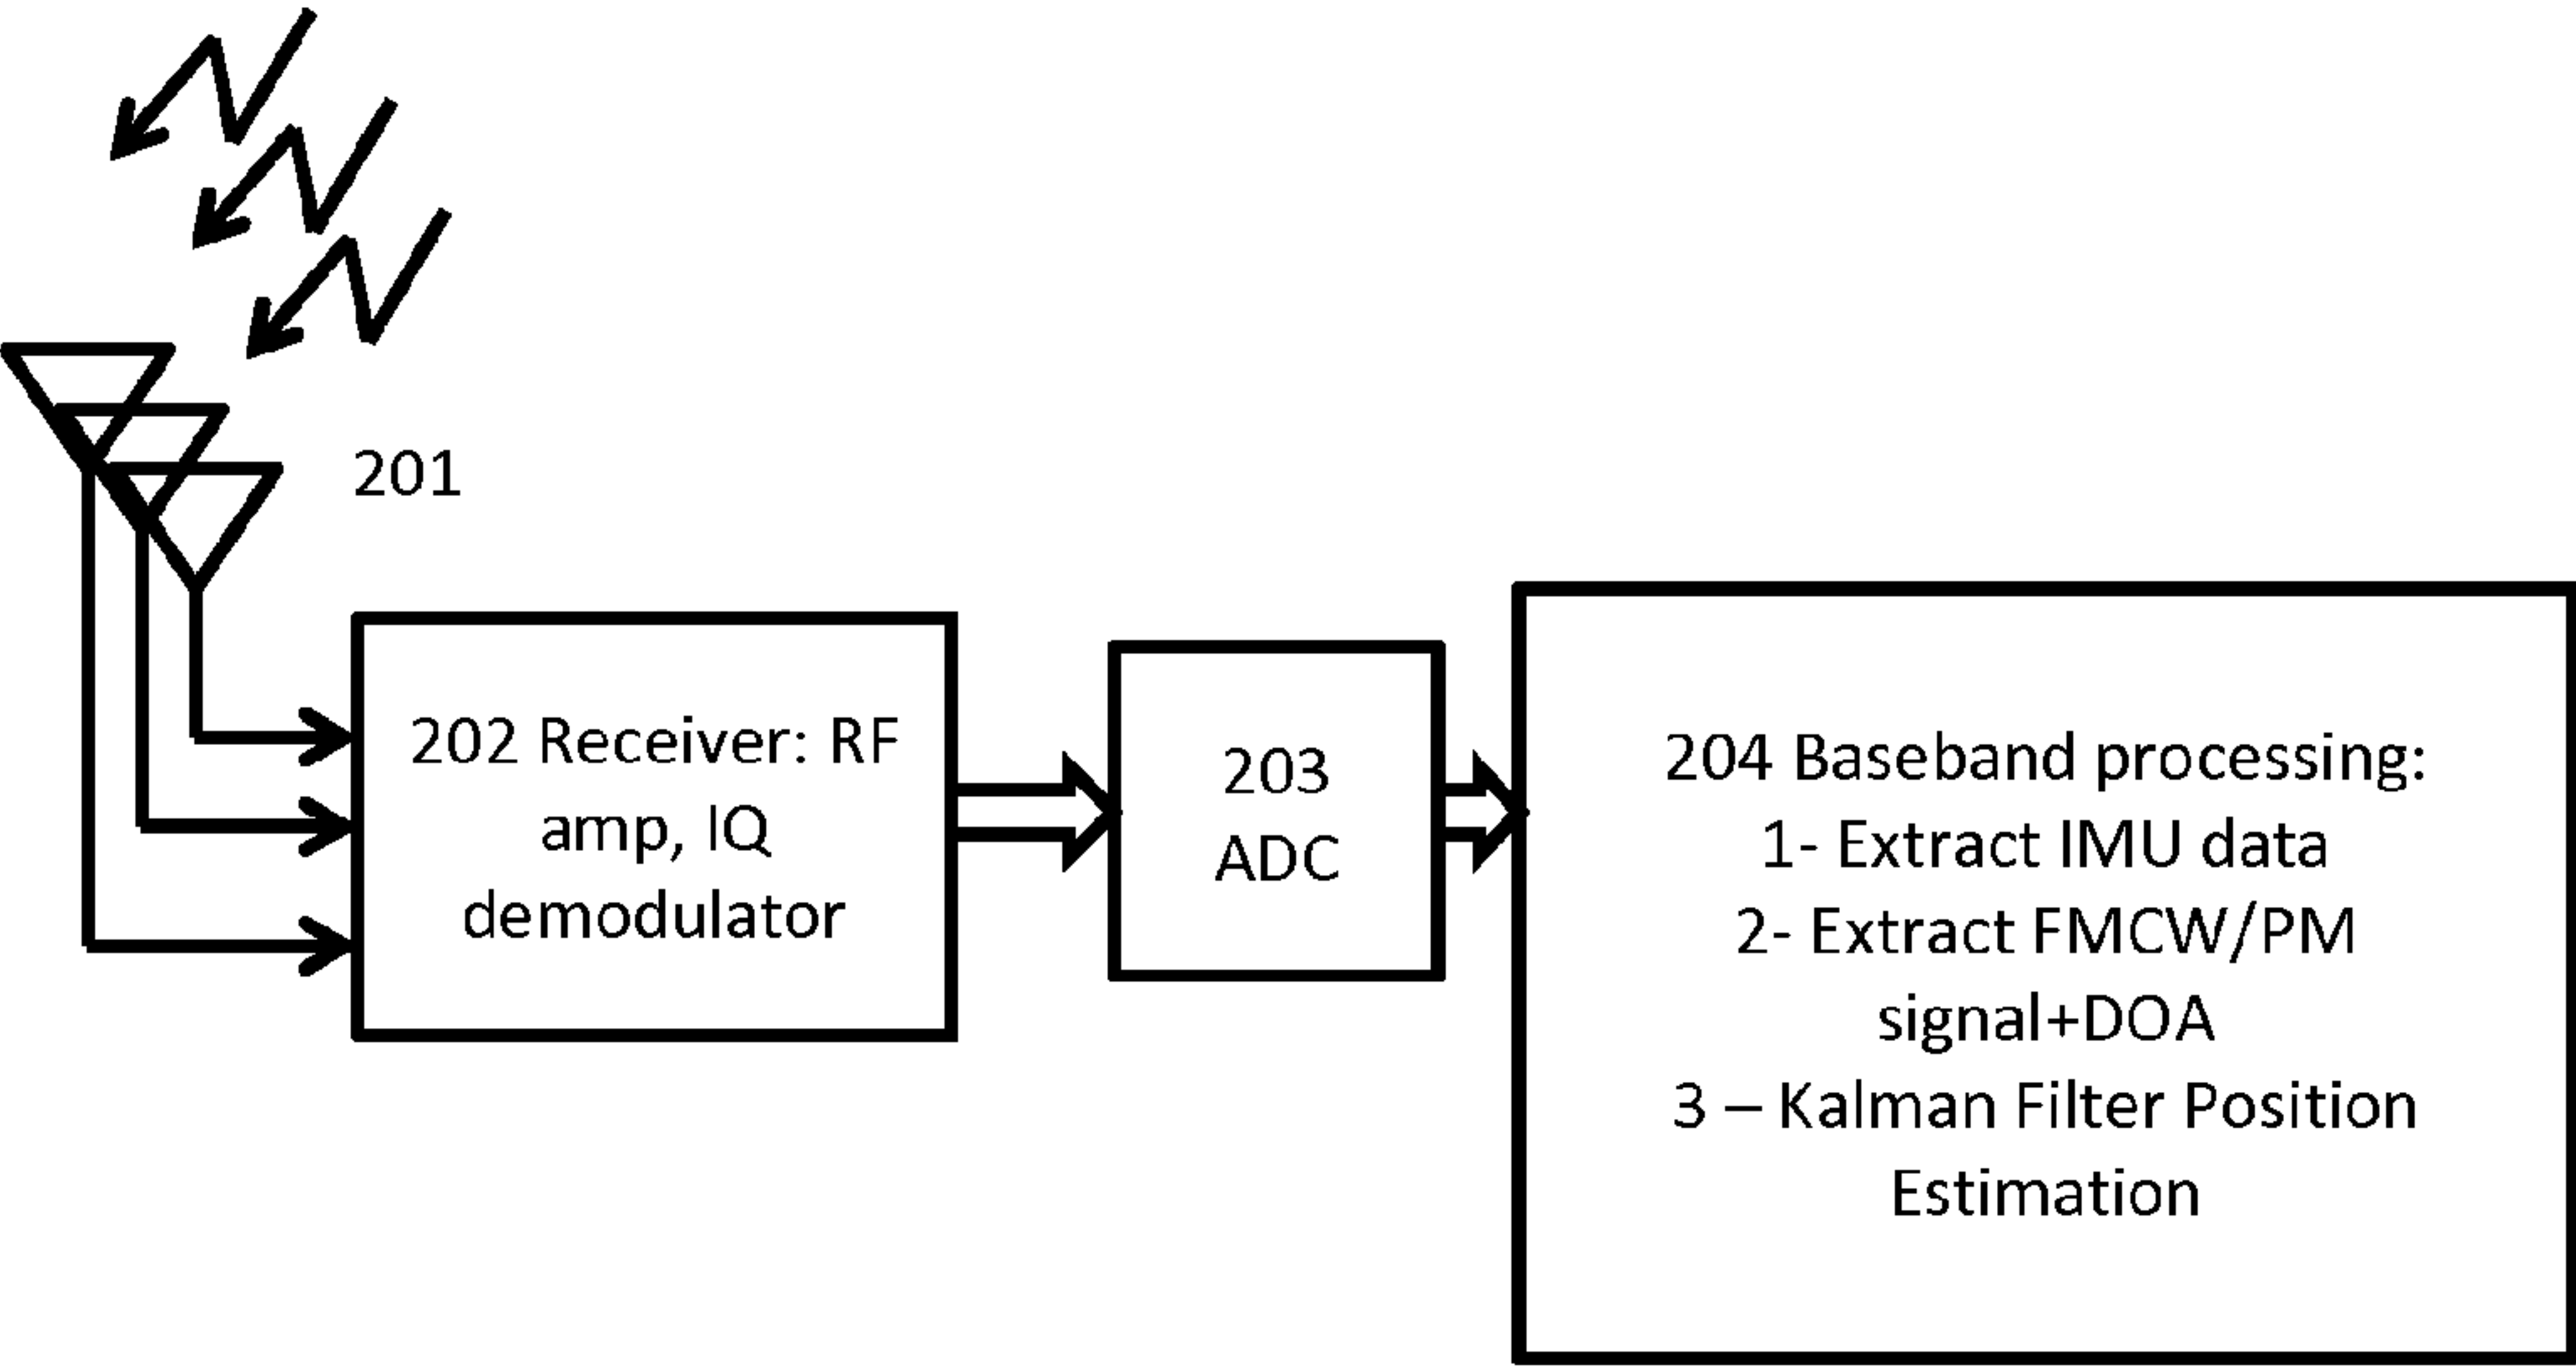 201
202 Receiver: RF
amp, IQ
demodulator
203
ADC
204 Baseband processing:
1- Extract IMU data
2- Extract FMCW/PM
signal+DOA
3 – Kalman Filter Position
Estimation